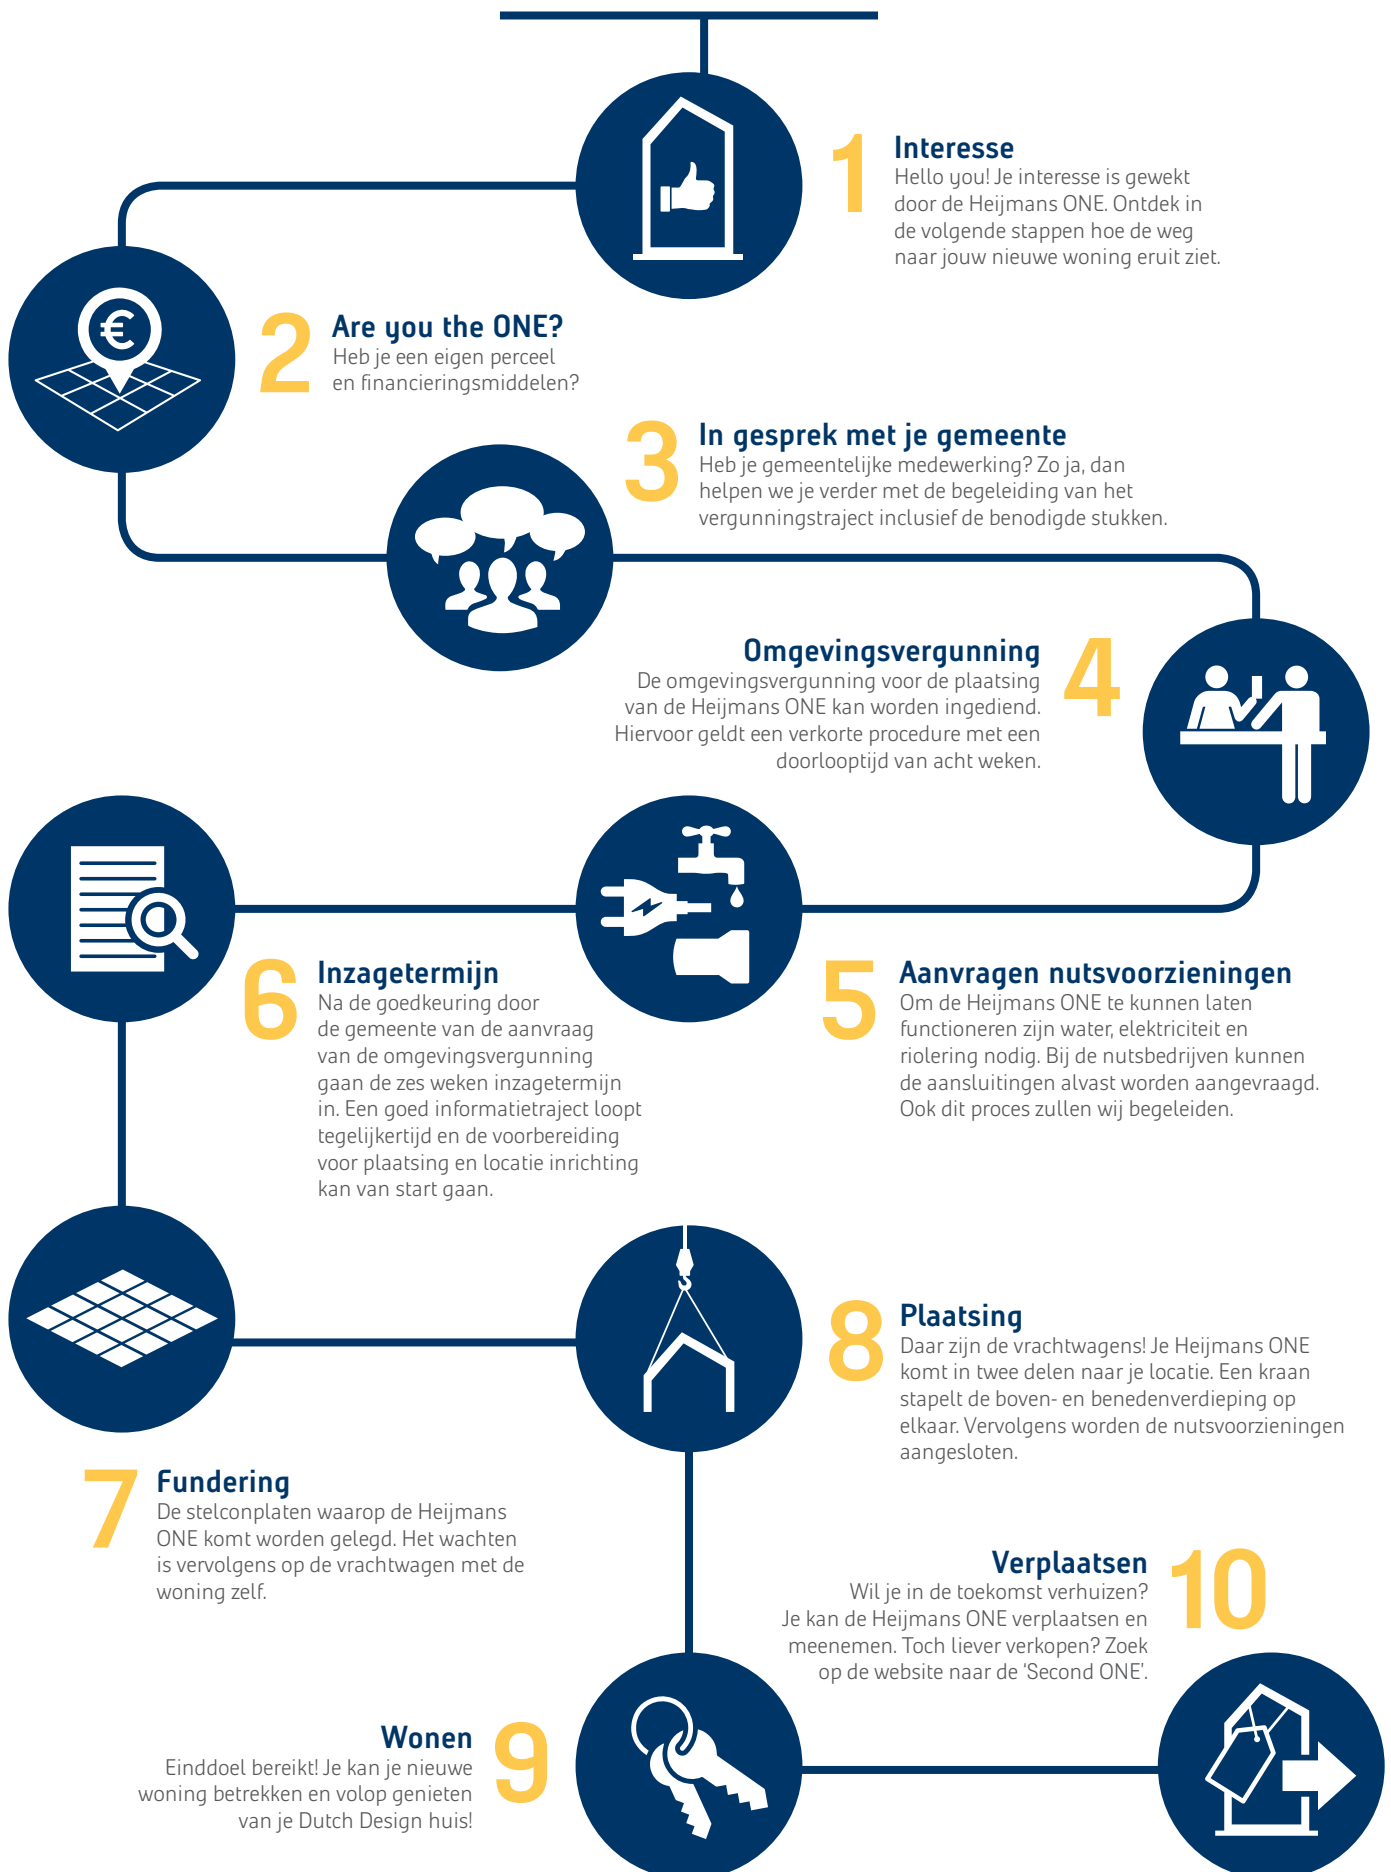 1
Interesse
Hello you! Je interesse is gewekt
door de Heijmans ONE. Ontdek in
de volgende stappen hoe de weg
naar jouw nieuwe woning eruit ziet.
€
2
Are you the ONE?
Heb je een eigen perceel
en financieringsmiddelen?
3
In gesprek met je gemeente
Heb je gemeentelijke medewerking? Zo ja, dan
helpen we je verder met de begeleiding van het
vergunningstraject inclusief de benodigde stukken.
4
Omgevingsvergunning
De omgevingsvergunning voor de plaatsing
van de Heijmans ONE kan worden ingediend.
Hiervoor geldt een verkorte procedure met een
doorlooptijd van acht weken.
5
Aanvragen nutsvoorzieningen
Om de Heijmans ONE te kunnen laten
functioneren zijn water, elektriciteit en
riolering nodig. Bij de nutsbedrijven kunnen
de aansluitingen alvast worden aangevraagd.
Ook dit proces zullen wij begeleiden.
6
Inzagetermijn
Na de goedkeuring door
de gemeente van de aanvraag
van de omgevingsvergunning
gaan de zes weken inzagetermijn
in. Een goed informatietraject loopt
tegelijkertijd en de voorbereiding
voor plaatsing en locatie inrichting
kan van start gaan.
7
Fundering
De stelconplaten waarop de Heijmans
ONE komt worden gelegd. Het wachten
is vervolgens op de vrachtwagen met de
woning zelf.
8
Plaatsing
Daar zijn de vrachtwagens! Je Heijmans ONE
komt in twee delen naar je locatie. Een kraan
stapelt de boven- en benedenverdieping op
elkaar. Vervolgens worden de nutsvoorzieningen
aangesloten.
9
Wonen
Einddoel bereikt! Je kan je nieuwe
woning betrekken en volop genieten
van je Dutch Design huis!
10
Verplaatsen
Wil je in de toekomst verhuizen?
Je kan de Heijmans ONE verplaatsen en
meenemen. Toch liever verkopen? Zoek
op de website naar de ‘Second ONE’.